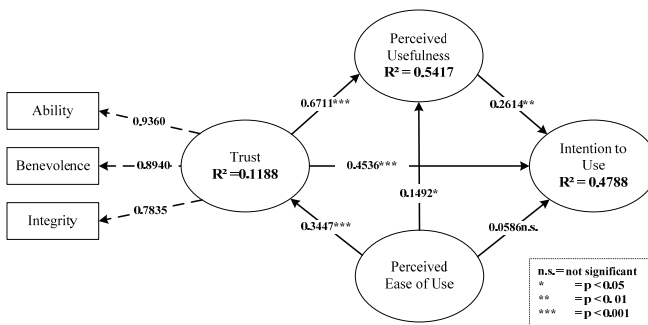 Perceived
Usefulness
R² = 0.5417
0.6711***
0.2614**
Ability
0.9360
Benevolence
0.8940
Trust
R² =0.1188
0.4536***
Intention to
Use
R² = 0.4788
Integrity
0.7835
0.1492*
0.3447***
0.0586n.s.
Perceived
Ease of Use
n.s.= not significant
* = p < 0.05
** = p < 0.01
*** = p < 0.001